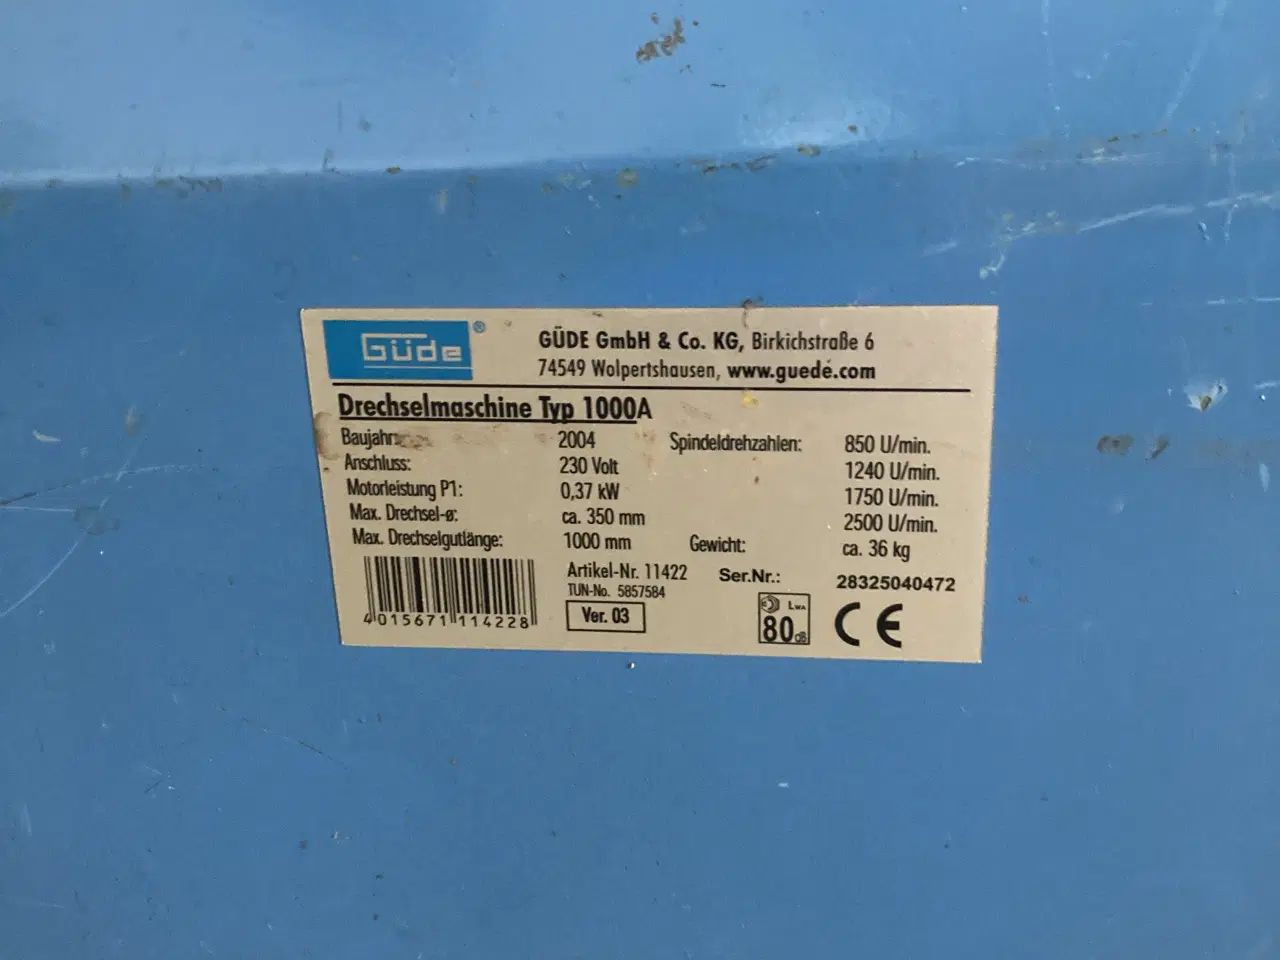 Güde ®
GÜDE GmbH & Co. KG, Birkichstraße 6
74549 Wolpertshausen, www.guede.com
Drechselmaschine Typ 1000A
Baujahr: 2004 Spindeldrehzahlen: 850 U/min.
Anschluss: 230 Volt 1240 U/min.
Motorleistung P1: 0,37 kW 1750 U/min.
Max. Drechsel-ø: ca. 350 mm 2500 U/min.
Max. Drechselgutlänge: 1000 mm Gewicht: ca. 36 kg
Artikel-Nr. 11422 Ser.Nr.: 28325040472
TUN-No. 5857584
Ver. 03
4 015671 114228
LWA
80 dB
CE